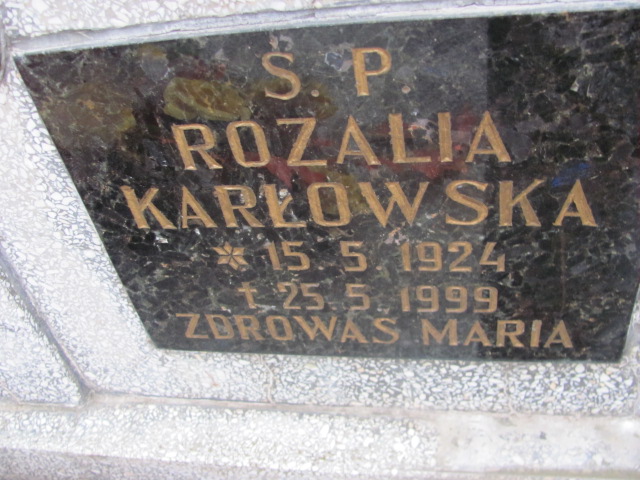 S. P.
ROZALIA
KARŁOWSKA
* 15 5 1924
† 25 5 1999
ZDROWAŚ MARIA